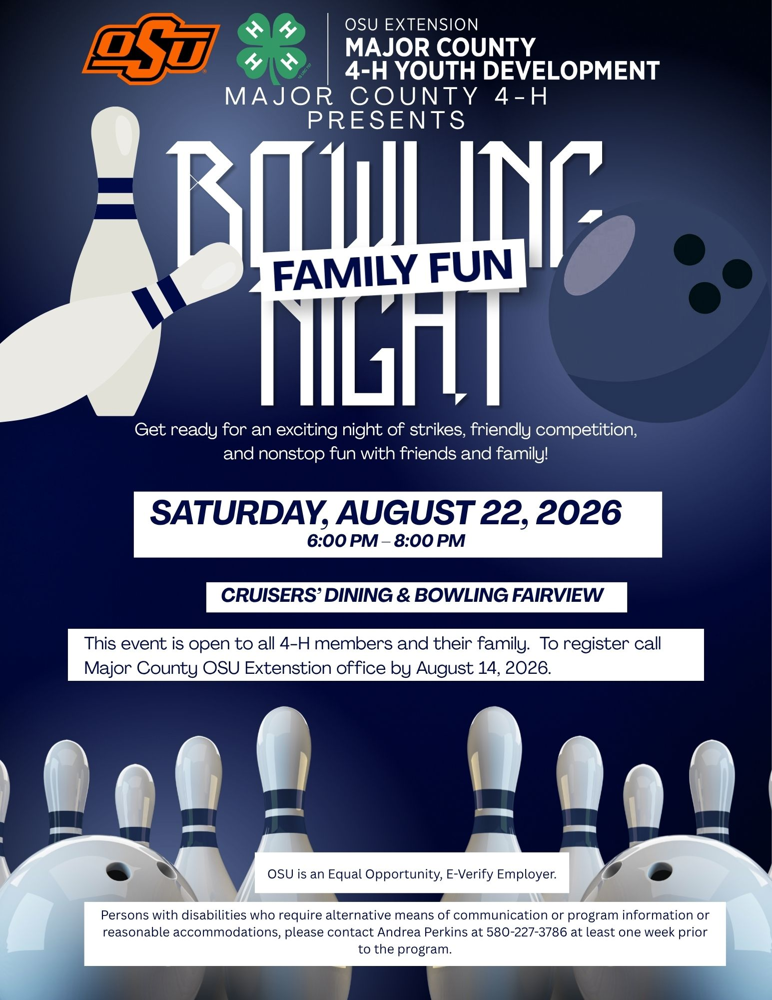 OSU
H H
H H
18 USC 707
OSU EXTENSION
MAJOR COUNTY
4-H YOUTH DEVELOPMENT
MAJOR COUNTY 4-H
PRESENTS
BOWLING
FAMILY FUN
NIGHT
Get ready for an exciting night of strikes, friendly competition,
and nonstop fun with friends and family!
SATURDAY, AUGUST 22, 2026
6:00 PM – 8:00 PM
CRUISERS’ DINING & BOWLING FAIRVIEW
This event is open to all 4-H members and their family.  To register call
Major County OSU Extenstion office by August 14, 2026.
OSU is an Equal Opportunity, E-Verify Employer.
Persons with disabilities who require alternative means of communication or program information or
reasonable accommodations, please contact Andrea Perkins at 580-227-3786 at least one week prior
to the program.